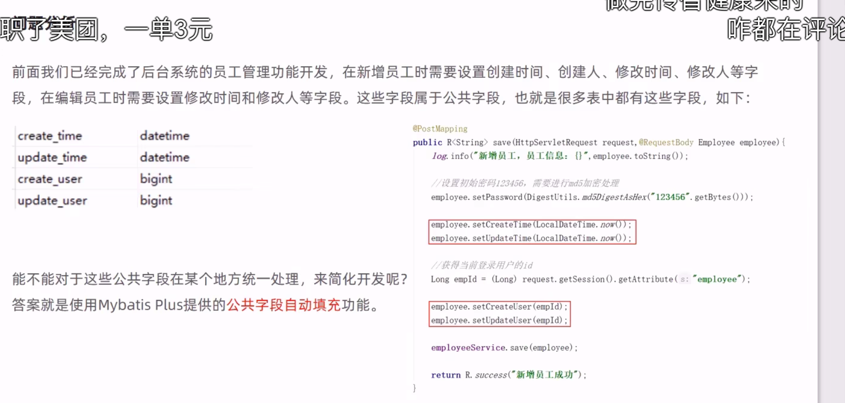 问题分析
职了美团，一单3元
咋都在评论
前面我们已经完成了后台系统的员工管理功能开发，在新增员工时需要设置创建时间、创建人、修改时间、修改人等字
段，在编辑员工时需要设置修改时间和修改人等字段。这些字段属于公共字段，也就是很多表中都有这些字段，如下：
create_time datetime
update_time datetime
create_user bigint
update_user bigint
能不能对于这些公共字段在某个地方统一处理，来简化开发呢？
答案就是使用Mybatis Plus提供的公共字段自动填充功能。
@PostMapping
public R<String> save(HttpServletRequest request,@RequestBody Employee employee){
log.info("新增员工，员工信息：{}",employee.toString());
//设置初始密码123456，需要进行md5加密处理
employee.setPassword(DigestUtils.md5DigestAsHex("123456".getBytes()));
employee.setCreateTime(LocalDateTime.now());
employee.setUpdateTime(LocalDateTime.now());
//获得当前登录用户的id
Long empId = (Long) request.getSession().getAttribute(s: "employee");
employee.setCreateUser(empId);
employee.setUpdateUser(empId);
employeeService.save(employee);
return R.success("新增员工成功");
}